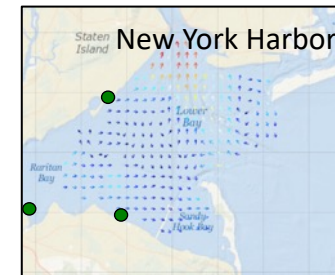 New York Harbor
Staten
Island
Lower
Bay
Raritan
Bay
Sandy
Hook Bay